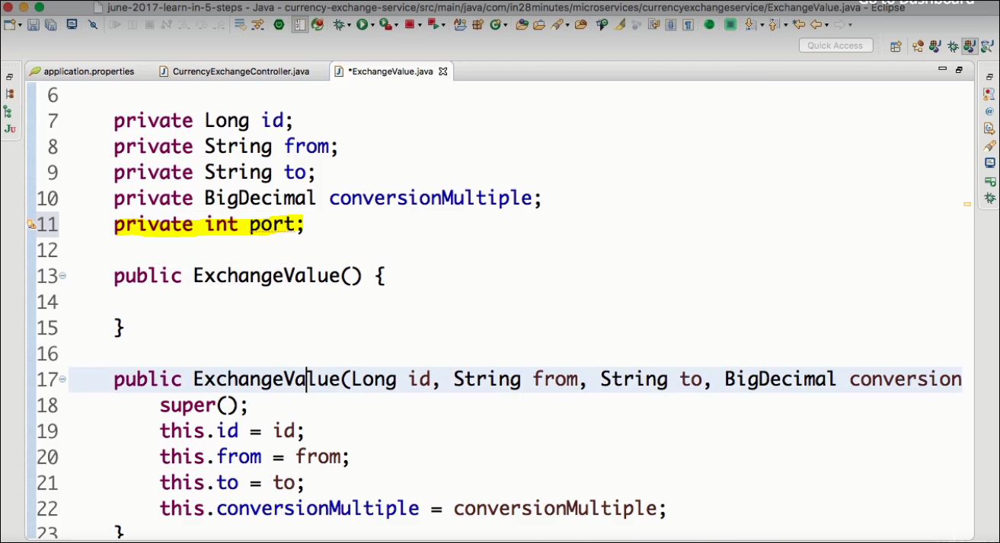 Go to Dashboard
june-2017-learn-in-5-steps - Java - currency-exchange-service/src/main/java/com/in28minutes/microservices/currencyexchangeservice/ExchangeValue.java - Eclipse
Quick Access
application.properties
CurrencyExchangeController.java
*ExchangeValue.java
6
7 private Long id;
8 private String from;
9 private String to;
10 private BigDecimal conversionMultiple;
11 private int port;
12
13 public ExchangeValue() {
14
15 }
16
17 public ExchangeValue(Long id, String from, String to, BigDecimal conversion
18 super();
19 this.id = id;
20 this.from = from;
21 this.to = to;
22 this.conversionMultiple = conversionMultiple;
23 }